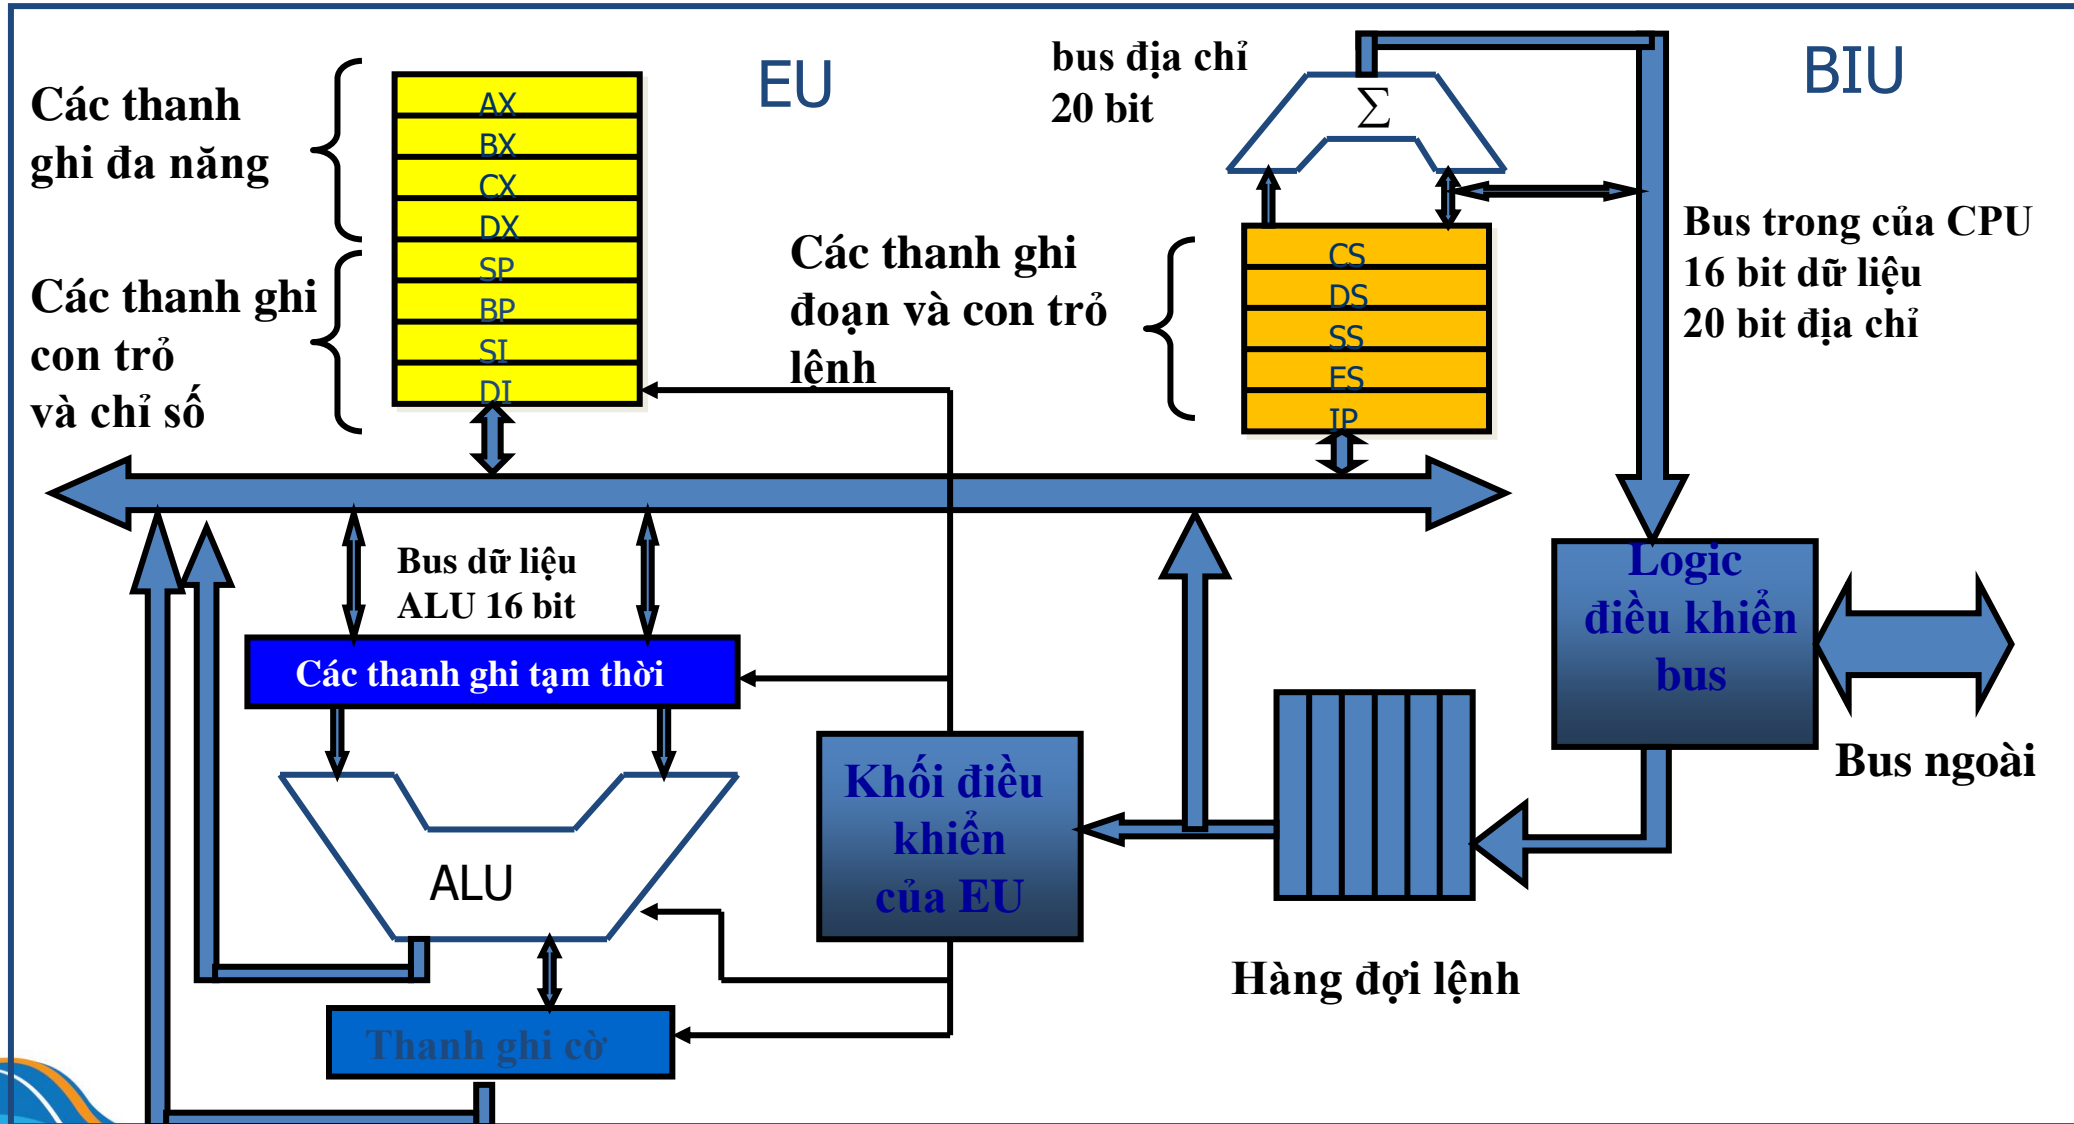 EU
BIU
Các thanh
ghi đa năng
Các thanh ghi
con trỏ
và chỉ số
AX
BX
CX
DX
SP
BP
SI
DI
bus địa chỉ
20 bit
Σ
Các thanh ghi
đoạn và con trỏ
lệnh
CS
DS
SS
ES
IP
Bus trong của CPU
16 bit dữ liệu
20 bit địa chỉ
Bus dữ liệu
ALU 16 bit
Các thanh ghi tạm thời
ALU
Thanh ghi cờ
Khối điều
khiển
của EU
Hàng đợi lệnh
Logic
điều khiển
bus
Bus ngoài